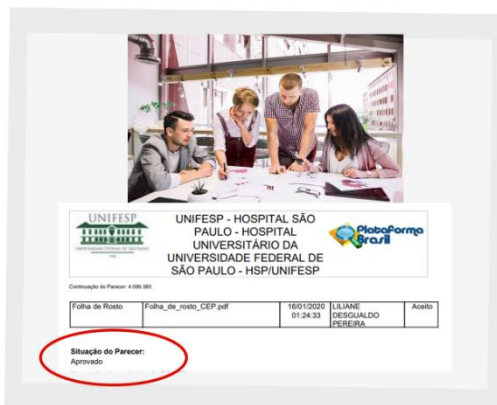 UNIFESP
UNIFESP - HOSPITAL SÃO
PAULO - HOSPITAL
UNIVERSITÁRIO DA
UNIVERSIDADE FEDERAL DE
SÃO PAULO - HSP/UNIFESP
Plataforma
Brasil
Continuação do Parecer: 4.098.380
Folha de Rosto Folha_de_rosto_CEP.pdf 16/01/2020 LILIANE Aceito
01:24:33 DESGUALDO
PEREIRA
Situação do Parecer:
Aprovado